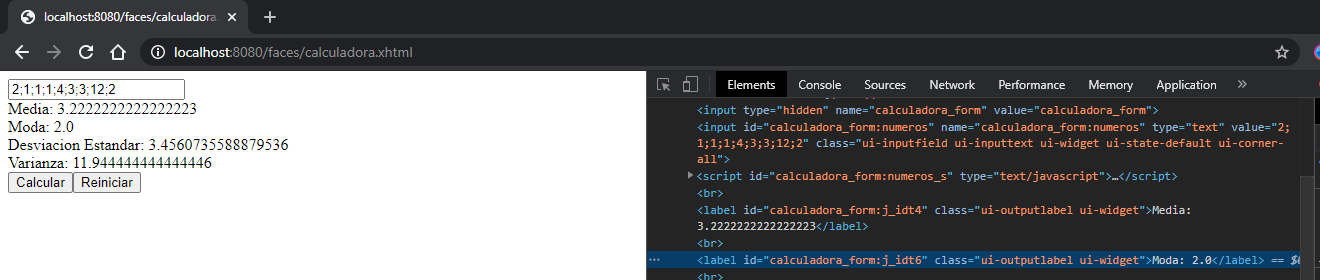 localhost:8080/faces/calculadora.
localhost:8080/faces/calculadora.xhtml
2;1;1;1;4;3;3;12;2
Media: 3.2222222222222223
Moda: 2.0
Desviacion Estandar: 3.4560735588879536
Varianza: 11.944444444444446
Calcular Reiniciar
Elements Console Sources Network Performance Memory Application »
<input type="hidden" name="calculadora_form" value="calculadora_form">
<input id="calculadora_form:numeros" name="calculadora_form:numeros" type="text" value="2;
1;1;1;4;3;3;12;2" class="ui-inputfield ui-inputtext ui-widget ui-state-default ui-corner-
all">
<script id="calculadora_form:numeros_s" type="text/javascript">…</script>
<br>
<label id="calculadora_form:j_idt4" class="ui-outputlabel ui-widget">Media:
3.2222222222222223</label>
<br>
<label id="calculadora_form:j_idt6" class="ui-outputlabel ui-widget">Moda: 2.0</label> ==
<br>